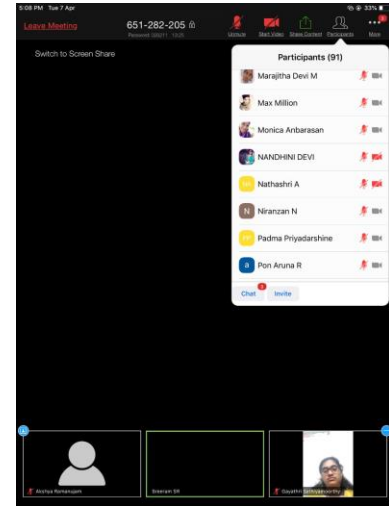 5:08 PM Tue 7 Apr
33%
Leave Meeting
651-282-205
Unmute
Start Video
Share Content
Participants
More
Switch to Screen Share
Participants (91)
Marajitha Devi M
Max Million
Monica Anbarasan
NANDHINI DEVI
Nathashri A
N
Niranzan N
Padma Priyadarshine
a
Pon Aruna R
Chat
Invite
Akshya Ramanujam
Sreeram SR
Gayathri